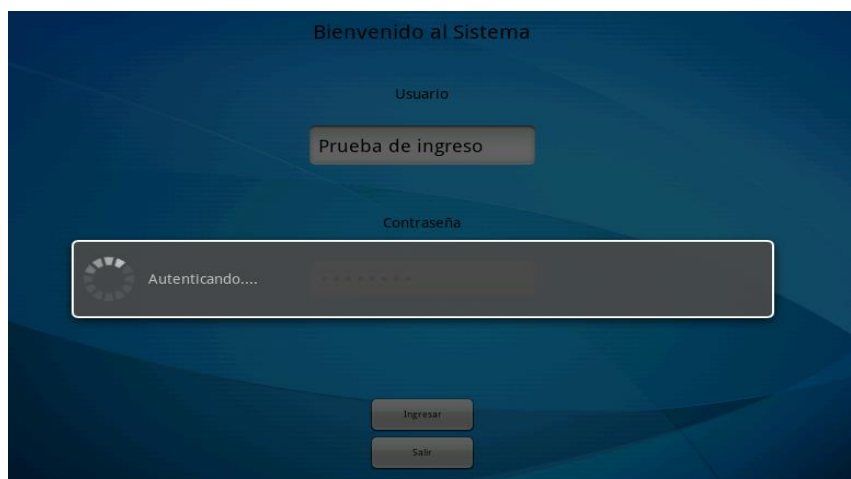 Bienvenido al Sistema
Usuario
Prueba de ingreso
Contraseña
Autenticando....
Ingresar
Salir